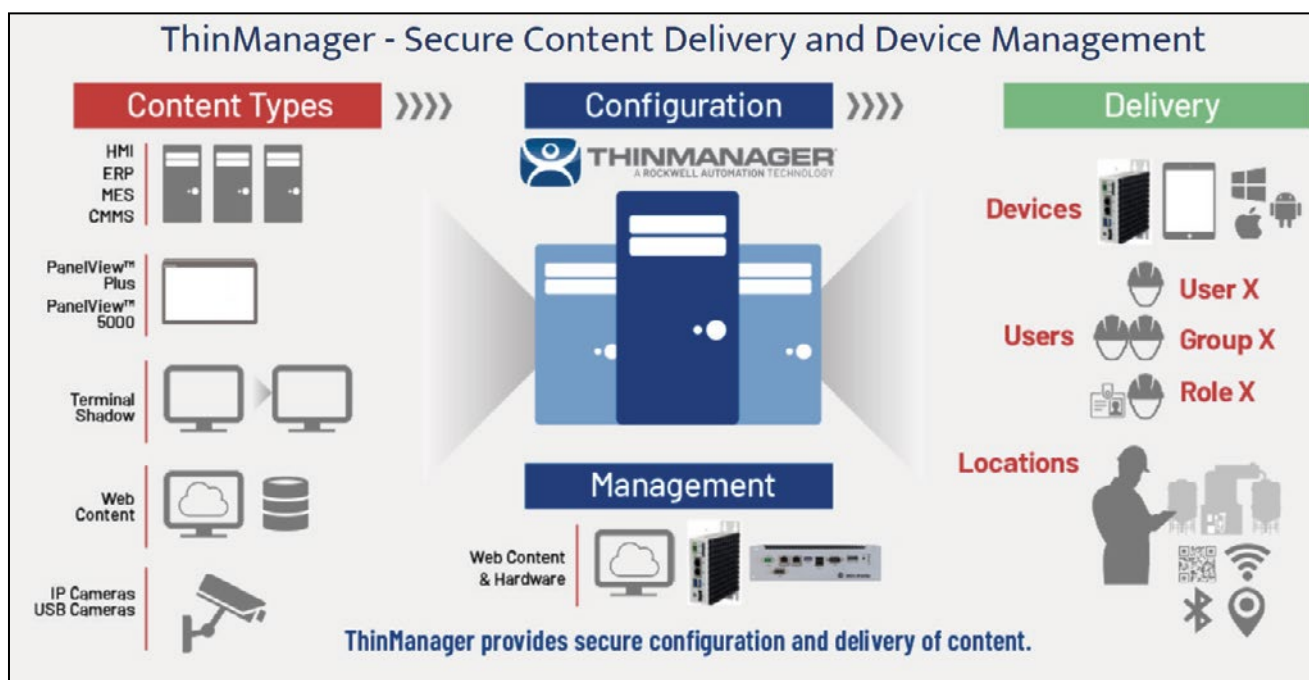 ThinManager - Secure Content Delivery and Device Management
Content Types
HMI
ERP
MES
CMMS
PanelView™
Plus
PanelView™
5000
Terminal
Shadow
Web
Content
IP Cameras
USB Cameras
Configuration
THINMANAGER®
A ROCKWELL AUTOMATION TECHNOLOGY
Management
Web Content
& Hardware
Delivery
Devices
Users
User X
Group X
Role X
Locations
ThinManager provides secure configuration and delivery of content.